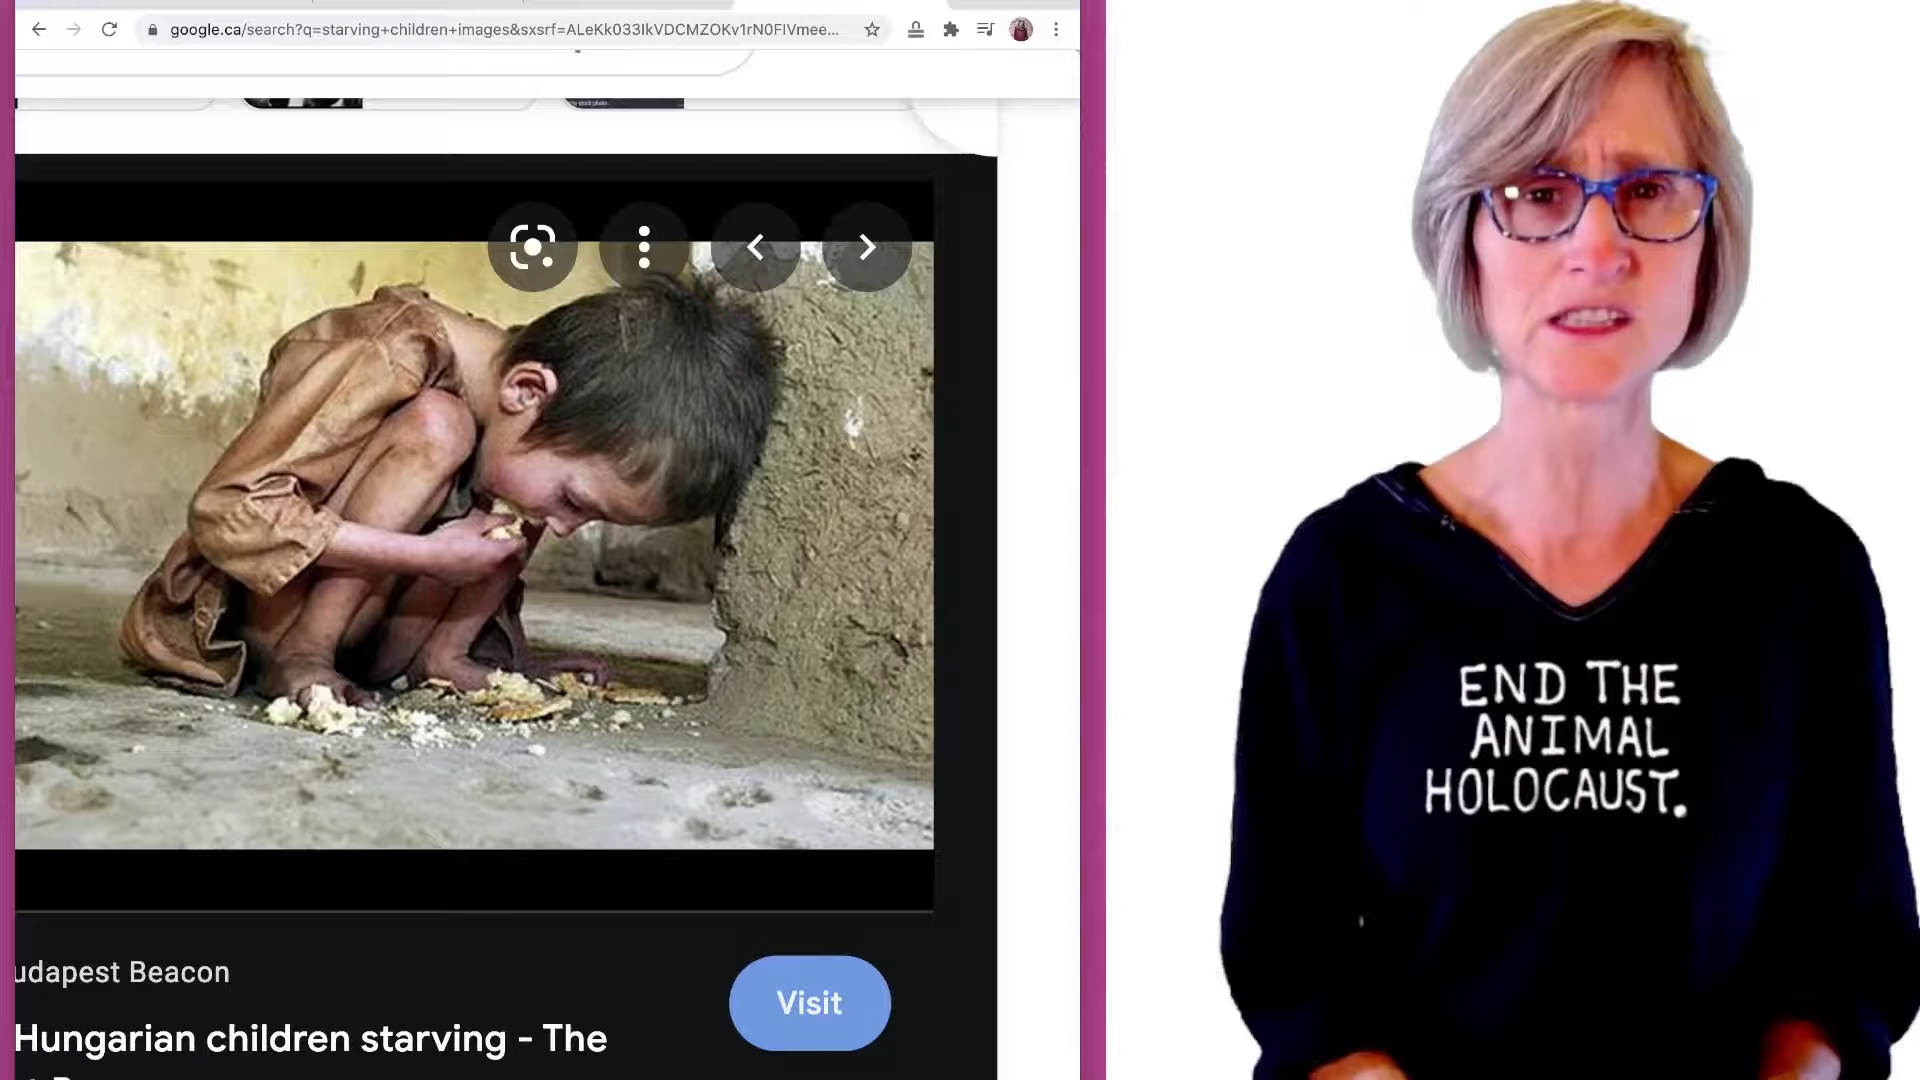 google.ca/search?q=starving+children+images&sxsrf=ALeKk033IkVDCMZOKv1rN0FIVmee...
udapest Beacon
Visit
Hungarian children starving - The
END THE
ANIMAL
HOLOCAUST.